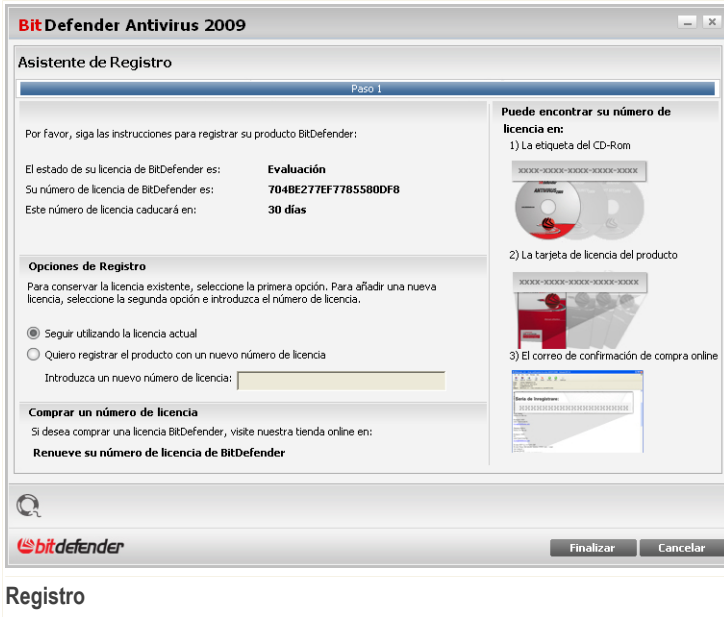 BitDefender Antivirus 2009
Asistente de Registro
Paso 1
Por favor, siga las instrucciones para registrar su producto BitDefender:
El estado de su licencia de BitDefender es: Evaluación
Su número de licencia de BitDefender es: 704BE277EF7785580DF8
Este número de licencia caducará en: 30 días
Opciones de Registro
Para conservar la licencia existente, seleccione la primera opción. Para añadir una nueva
licencia, seleccione la segunda opción e introduzca el número de licencia.
Seguir utilizando la licencia actual
Quiero registrar el producto con un nuevo número de licencia
Introduzca un nuevo número de licencia:
Comprar un número de licencia
Si desea comprar una licencia BitDefender, visite nuestra tienda online en:
Renueve su número de licencia de BitDefender
Puede encontrar su número de
licencia en:
1) La etiqueta del CD-Rom
XXXX-XXXX-XXXX-XXXX-XXXX
ANTIVIRUS
2) La tarjeta de licencia del producto
XXXX-XXXX-XXXX-XXXX-XXXX
3) El correo de confirmación de compra online
bitdefender
Finalizar
Cancelar
Registro